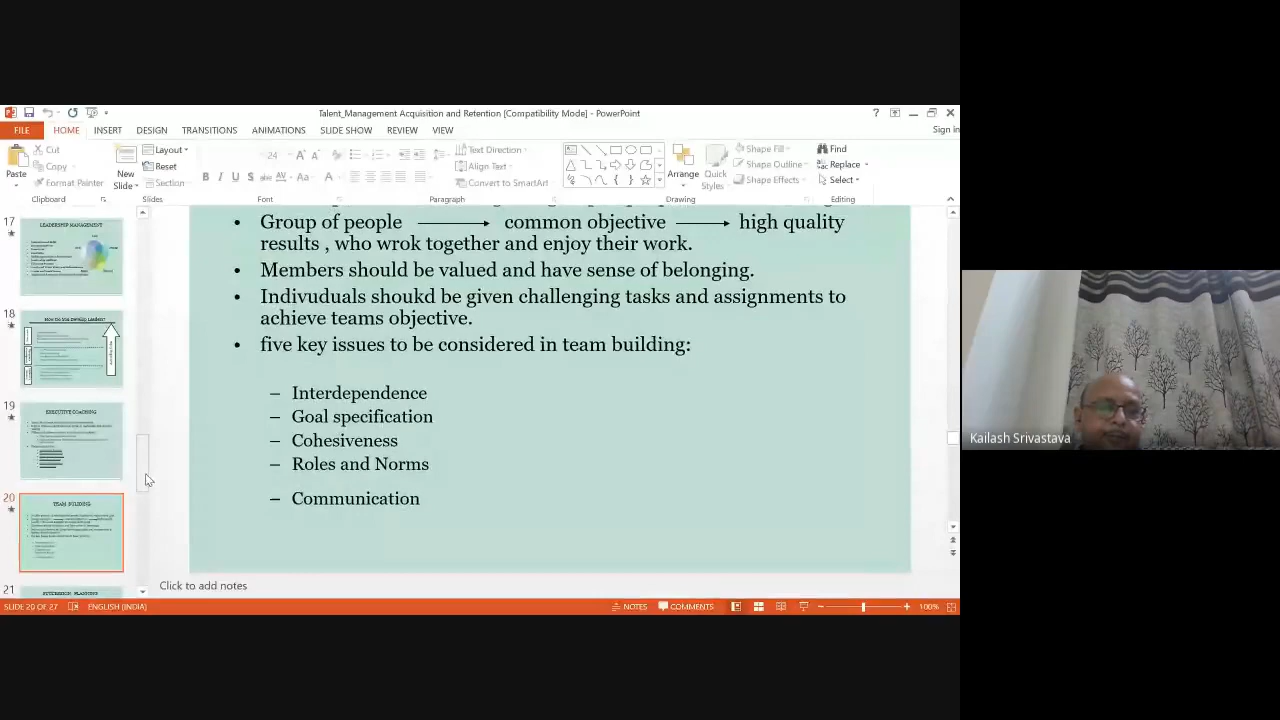 Talent_Management Acquisition and Retention [Compatibility Mode] - PowerPoint
?
Sign in
FILE HOME INSERT DESIGN TRANSITIONS ANIMATIONS SLIDE SHOW REVIEW VIEW
Paste
Cut
Copy
Format Painter
Clipboard
New Slide
Layout
Reset
Section
Slides
24
B I U S abc AV Aa A
Font
Text Direction
Align Text
Convert to SmartArt
Paragraph
Arrange
Quick Styles
Shape Fill
Shape Outline
Shape Effects
Drawing
Find
Replace
Select
Editing
17
LEADERSHIP MANAGEMENT
18
How Do You Develop Leaders?
19
EXECUTIVE COACHING
20
TEAM BUILDING
21
SUCCESSION PLANNING
• Group of people → common objective → high quality
results , who wrok together and enjoy their work.
• Members should be valued and have sense of belonging.
• Indivuduals shoukd be given challenging tasks and assignments to
achieve teams objective.
• five key issues to be considered in team building:
– Interdependence
– Goal specification
– Cohesiveness
– Roles and Norms
– Communication
Click to add notes
SLIDE 20 OF 27 ENGLISH (INDIA) NOTES COMMENTS 100%
Kailash Srivastava